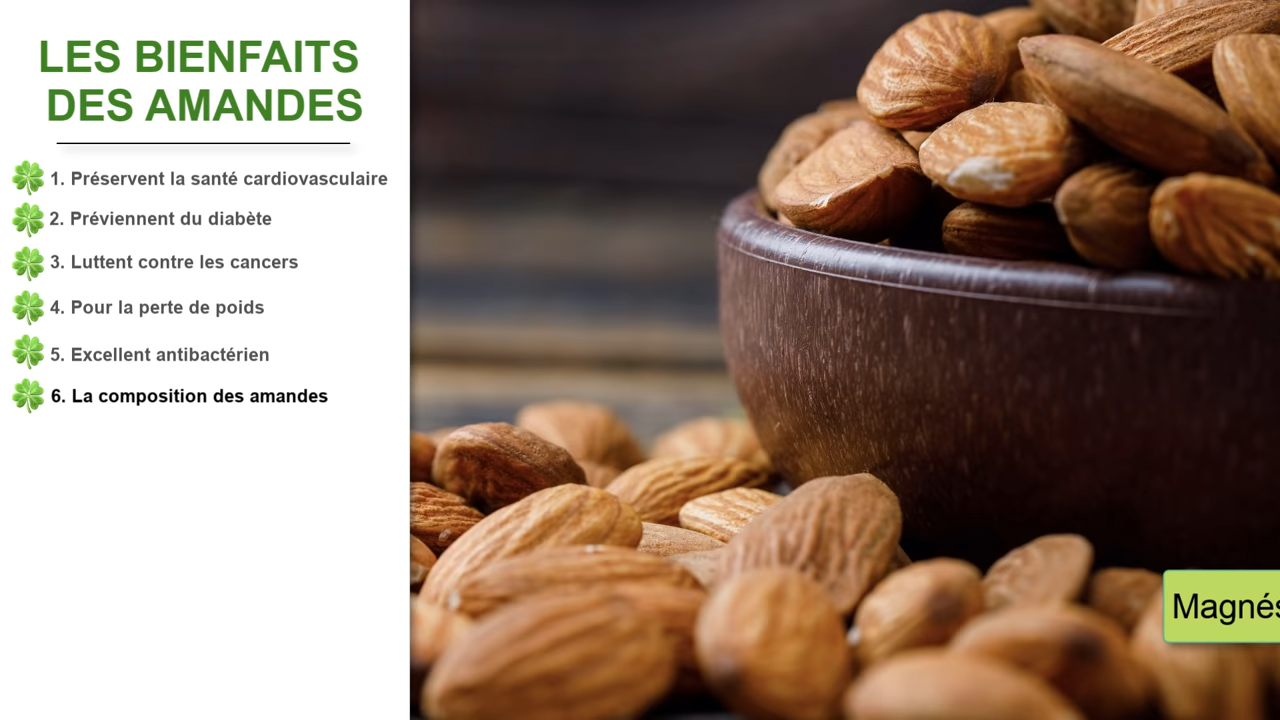 LES BIENFAITS
DES AMANDES
1. Préservent la santé cardiovasculaire
2. Préviennent du diabète
3. Luttent contre les cancers
4. Pour la perte de poids
5. Excellent antibactérien
6. La composition des amandes
Magnés